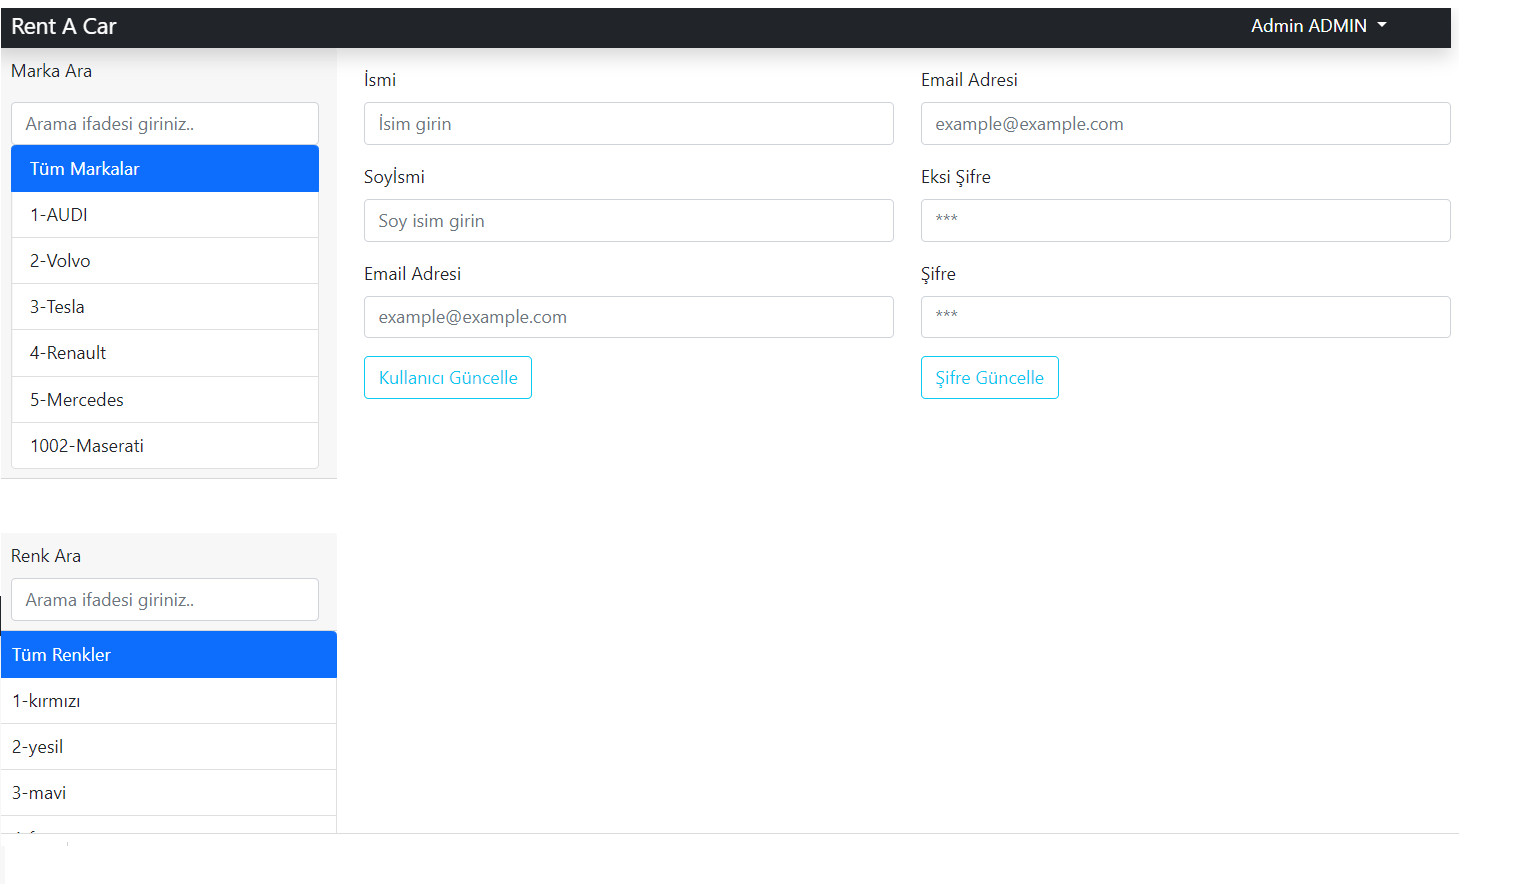 Rent A Car
Admin ADMIN
Marka Ara
Arama ifadesi giriniz..
Tüm Markalar
1-AUDI
2-Volvo
3-Tesla
4-Renault
5-Mercedes
1002-Maserati
Renk Ara
Arama ifadesi giriniz..
Tüm Renkler
1-kırmızı
2-yesil
3-mavi
İsmi
İsim girin
Soyİsmi
Soy isim girin
Email Adresi
example@example.com
Kullanıcı Güncelle
Email Adresi
example@example.com
Eksi Şifre
***
Şifre
***
Şifre Güncelle